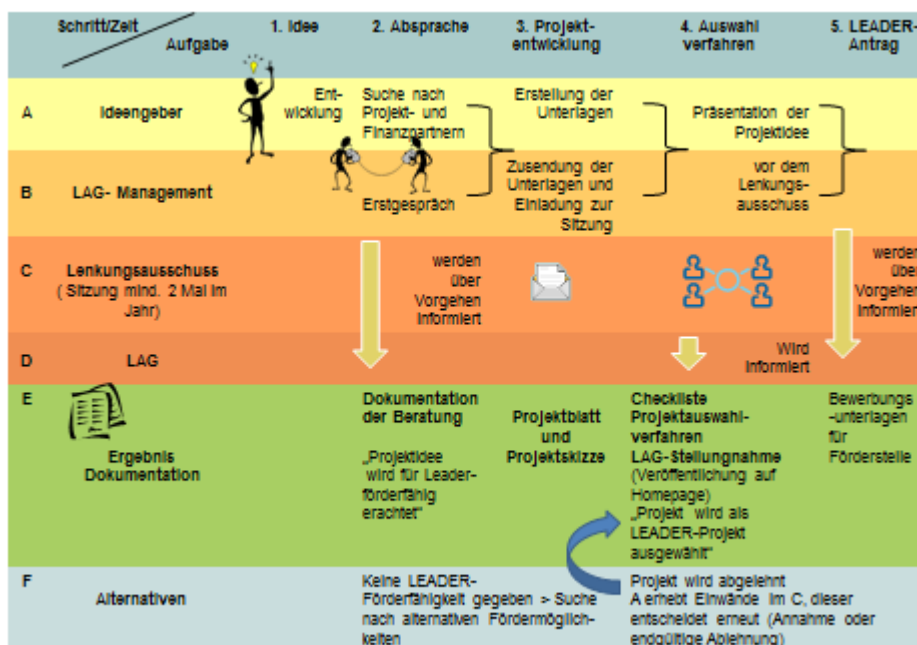 Schritt/Zeit
Aufgabe
1. Idee
2. Absprache
3. Projekt-
entwicklung
4. Auswahl
verfahren
5. LEADER-
Antrag
A
Ideengeber
Ent-
wicklung
Suche nach
Projekt- und
Finanzpartnern
Erstellung der
Unterlagen
Präsentation der
Projektidee
B
LAG- Management
Erstgespräch
Zusendung der
Unterlagen und
Einladung zur
Sitzung
vor dem
Lenkungs-
ausschuss
C
Lenkungsausschuss
( Sitzung mind. 2 Mal im
Jahr)
werden
über
Vorgehen
informiert
werden
über
Vorgehen
informiert
D
LAG
Wird
informiert
E
Ergebnis
Dokumentation
Dokumentation
der Beratung
„Projektidee
wird für Leader-
förderfähig
erachtet“
Projektblatt
und
Projektskizze
Checkliste
Projektauswahl-
verfahren
LAG-Stellungnahme
(Veröffentlichung auf
Homepage)
„Projekt wird als
LEADER-Projekt
ausgewählt“
Bewerbungs
-unterlagen
für
Förderstelle
F
Alternativen
Keine LEADER-
Förderfähigkeit gegeben > Suche
nach alternativen Fördermöglich-
keiten
Projekt wird abgelehnt
A erhebt Einwände im C, dieser
entscheidet erneut (Annahme oder
endgültige Ablehnung)